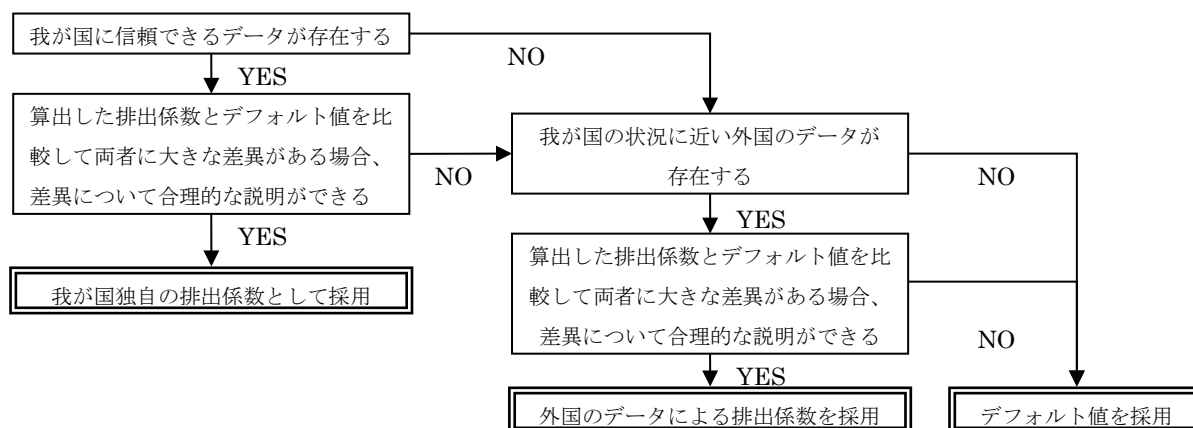 我が国に信頼できるデータが存在する
NO
YES
算出した排出係数とデフォルト値を比
較して両者に大きな差異がある場合、
差異について合理的な説明ができる
NO
我が国の状況に近い外国のデータが
存在する
NO
YES
YES
我が国独自の排出係数として採用
算出した排出係数とデフォルト値を比
較して両者に大きな差異がある場合、
差異について合理的な説明ができる
NO
YES
外国のデータによる排出係数を採用
デフォルト値を採用